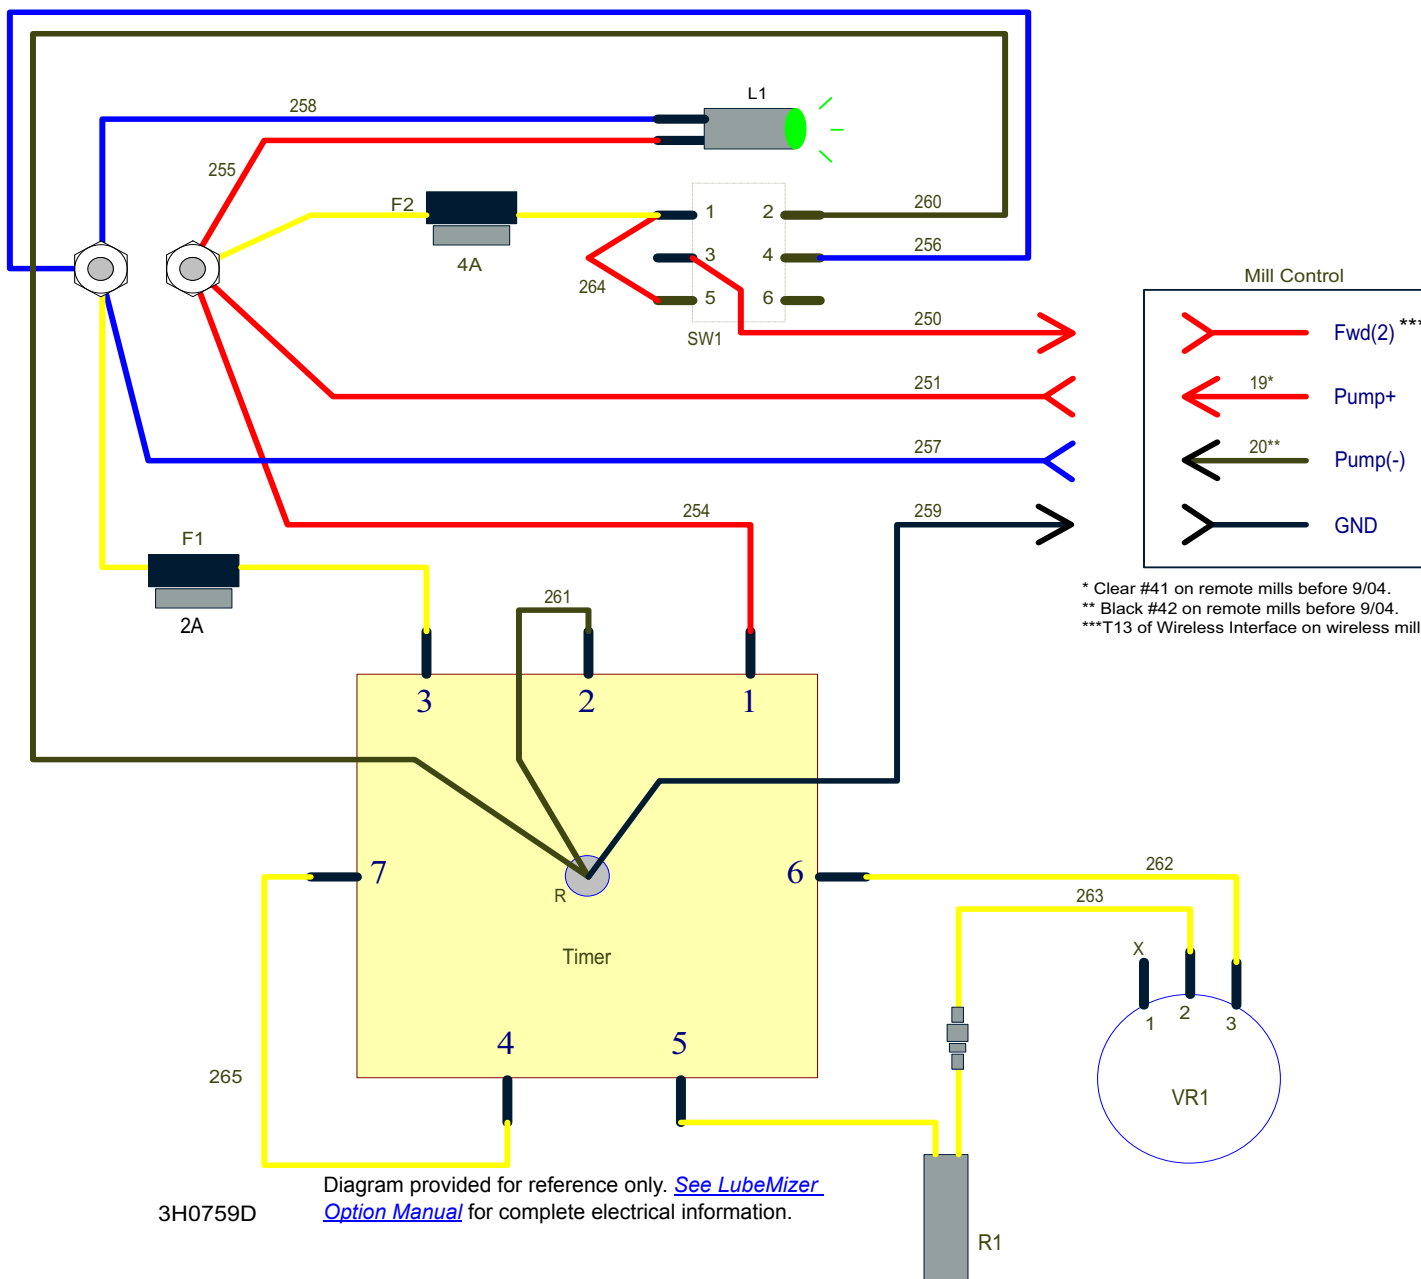 L1
258
255
F2
1
2
260
4A
3
4
256
264
5
6
SW1
Mill Control
250
Fwd(2) ***
251
19*
Pump+
257
20**
Pump(-)
254
259
GND
F1
2A
261
* Clear #41 on remote mills before 9/04.
** Black #42 on remote mills before 9/04.
***T13 of Wireless Interface on wireless mill
3
2
1
7
6
R
262
263
Timer
X
1
2
3
4
5
265
VR1
Diagram provided for reference only. See LubeMizer
Option Manual for complete electrical information.
3H0759D
R1